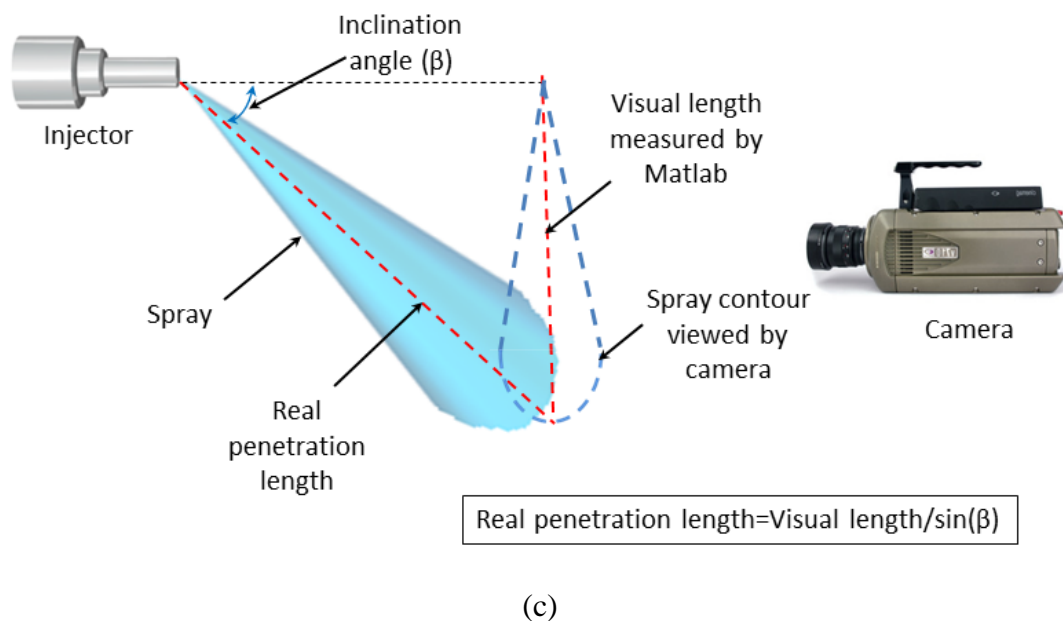 Inclination
angle (β)
Injector
Visual length
measured by
Matlab
Spray
Real
penetration
length
Spray contour
viewed by
camera
Camera
Real penetration length=Visual length/sin(β)
(c)